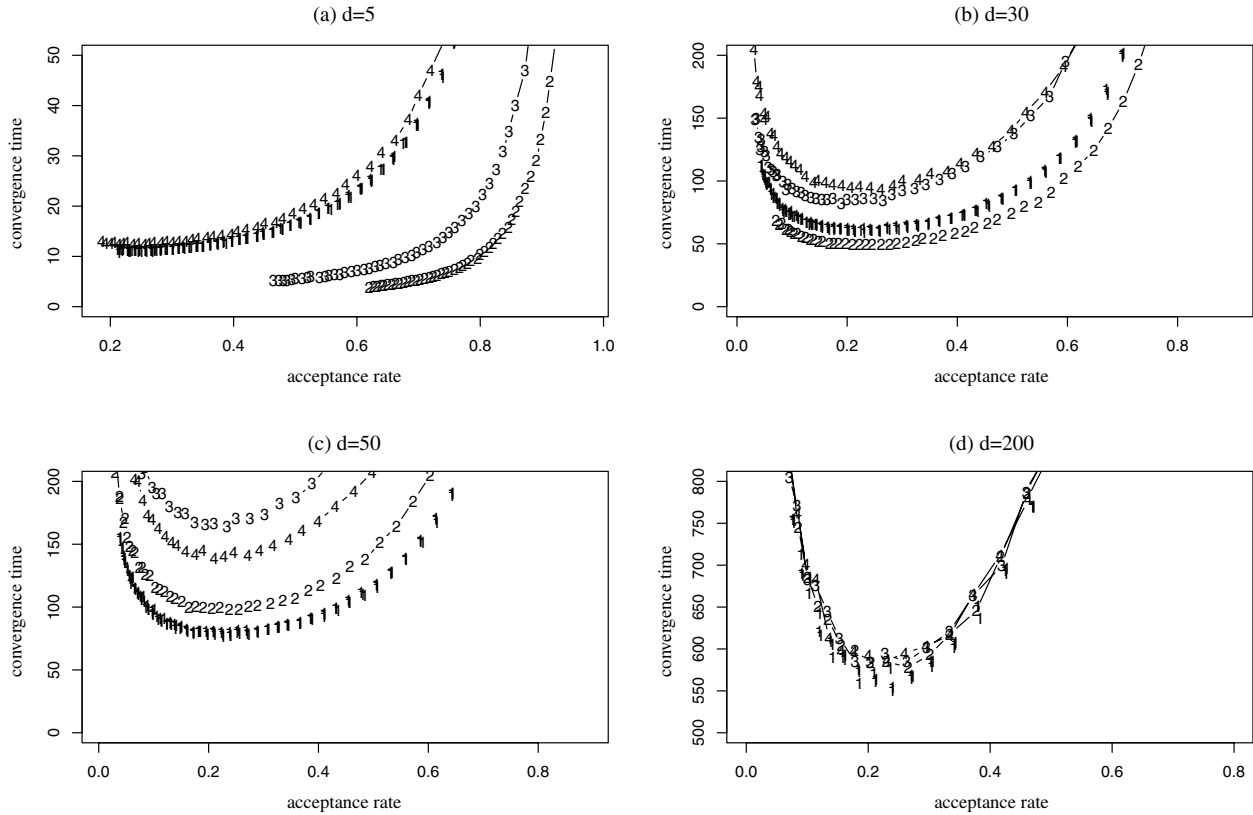 (a) d=5
convergence time
50
40
30
20
10
0
0.2 0.4 0.6 0.8 1.0
acceptance rate
(b) d=30
convergence time
200
150
100
50
0
0.0 0.2 0.4 0.6 0.8
acceptance rate
(c) d=50
convergence time
200
150
100
50
0
0.0 0.2 0.4 0.6 0.8
acceptance rate
(d) d=200
convergence time
800
750
700
650
600
550
500
0.0 0.2 0.4 0.6 0.8
acceptance rate